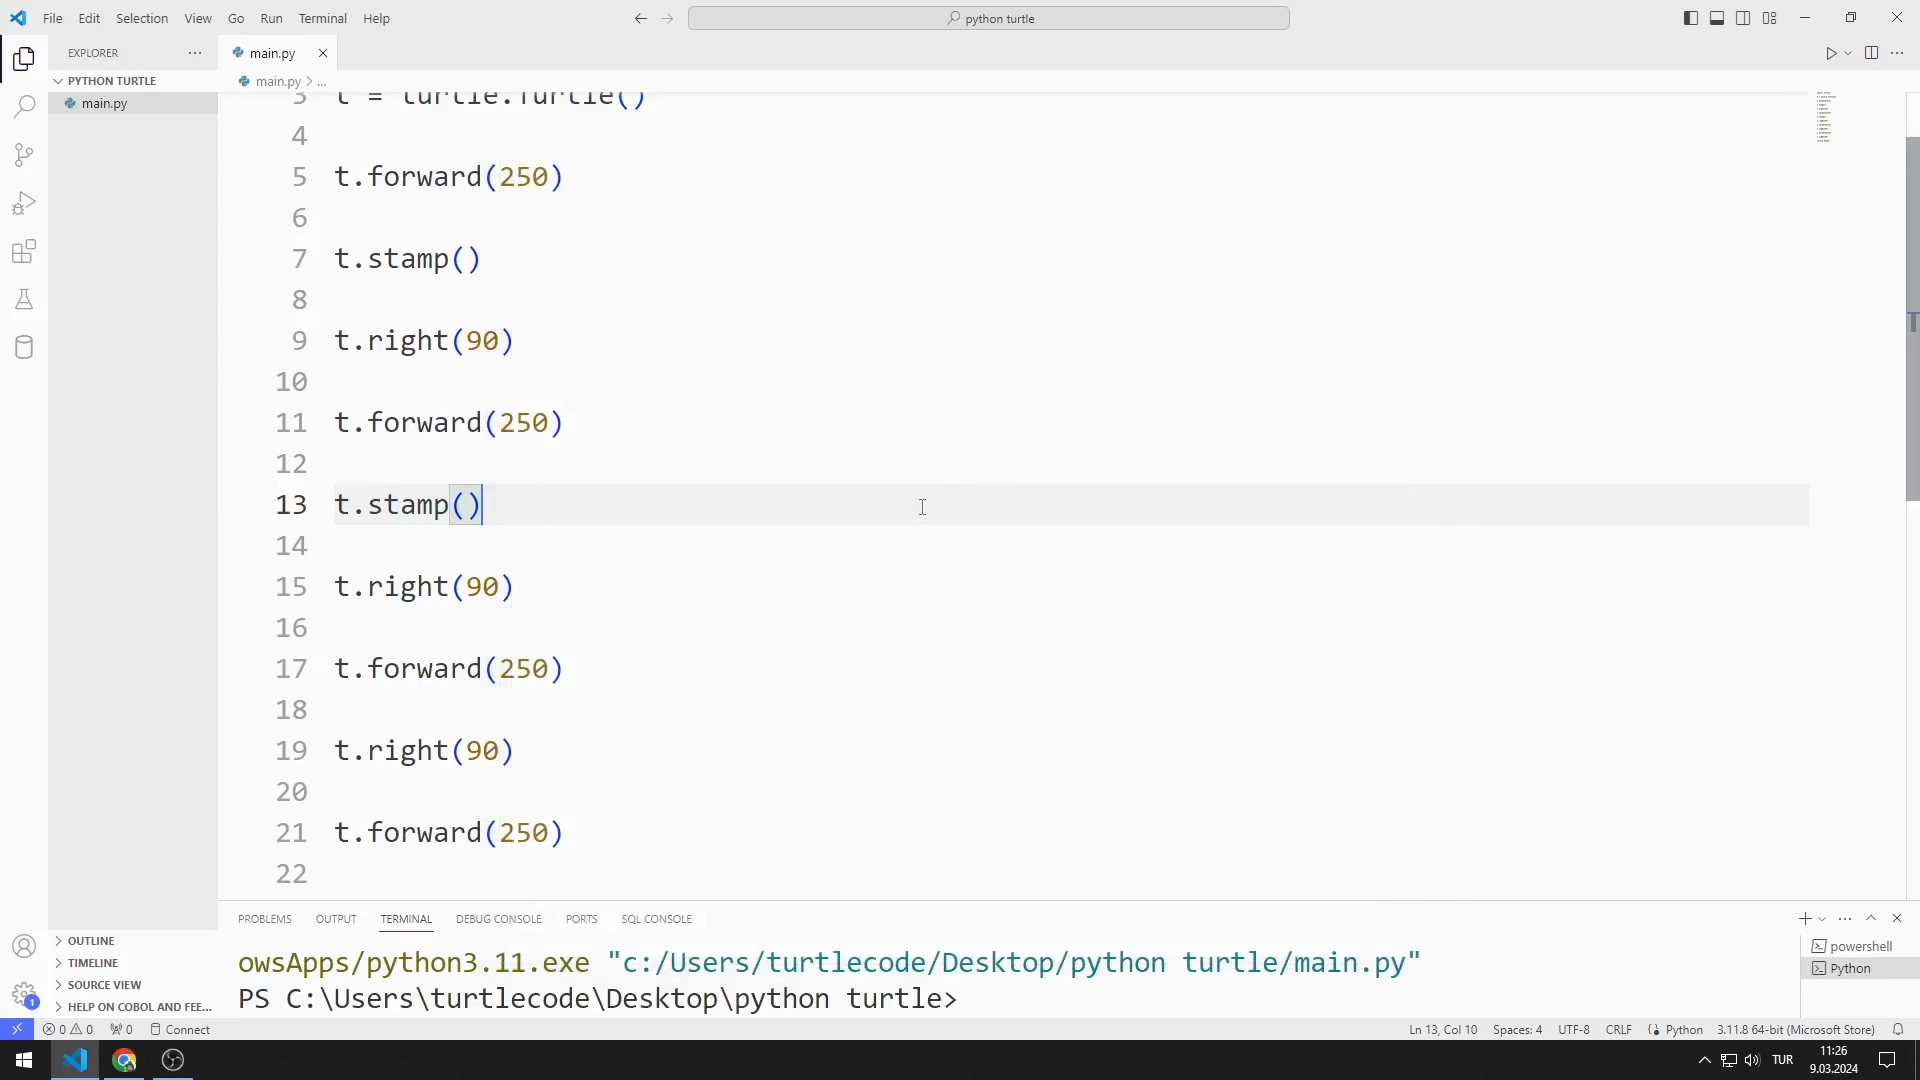 File Edit Selection View Go Run Terminal Help
python turtle
EXPLORER
main.py
PYTHON TURTLE
main.py > ...
main.py
3 t = turtle.Turtle()
4
5 t.forward(250)
6
7 t.stamp()
8
9 t.right(90)
10
11 t.forward(250)
12
13 t.stamp()
14
15 t.right(90)
16
17 t.forward(250)
18
19 t.right(90)
20
21 t.forward(250)
22
PROBLEMS OUTPUT TERMINAL DEBUG CONSOLE PORTS SQL CONSOLE
OUTLINE
TIMELINE
SOURCE VIEW
HELP ON COBOL AND FEE...
owsApps/python3.11.exe "c:/Users/turtlecode/Desktop/python turtle/main.py"
PS C:\Users\turtlecode\Desktop\python turtle>
powershell
Python
1
0 0 0 Connect
Ln 13, Col 10 Spaces: 4 UTF-8 CRLF Python 3.11.8 64-bit (Microsoft Store)
TUR
11:26
9.03.2024